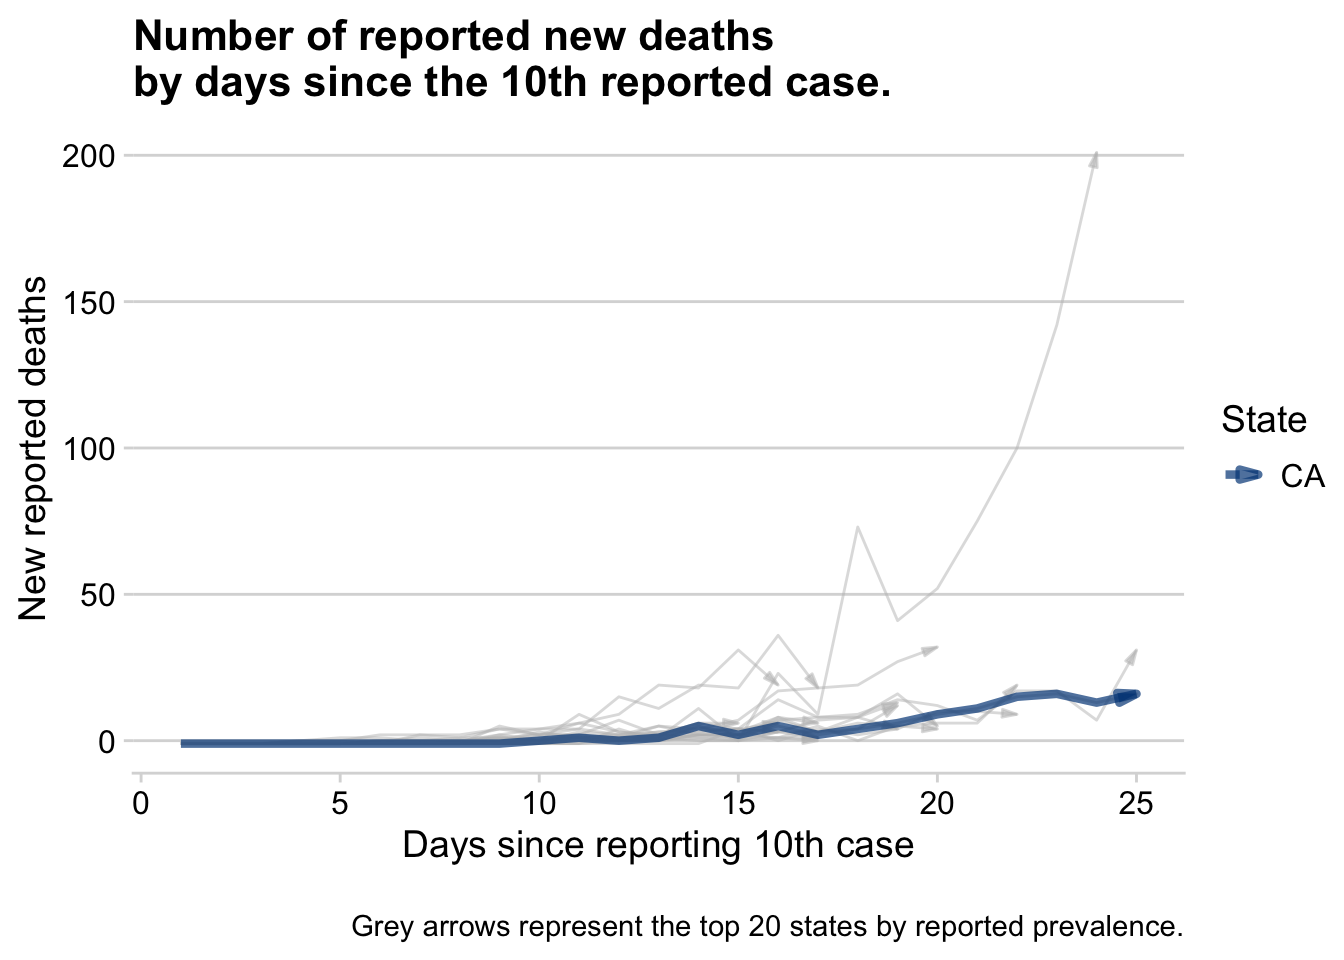 Number of reported new deaths
by days since the 10th reported case.
New reported deaths
200
150
100
50
0
0 5 10 15 20 25
Days since reporting 10th case
State
CA
Grey arrows represent the top 20 states by reported prevalence.